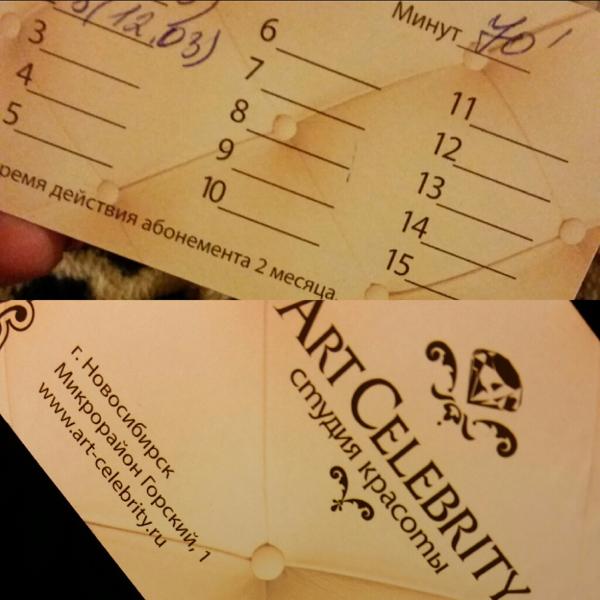 Минут 70'
(12.03)
3
4
5
6
7
8
9
10
11
12
13
14
15
ремя действия абонемента 2 месяца.
ART CELEBRITY
студия красоты
г. Новосибирск
Микрорайон Горский, 1
www.art-celebrity.ru